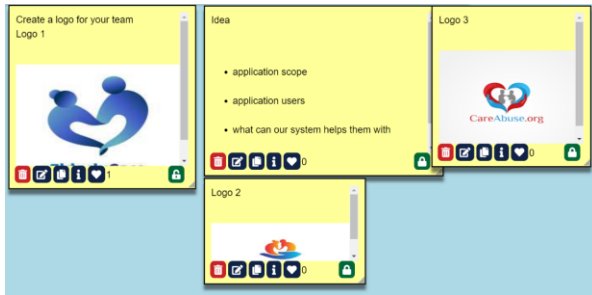 Create a logo for your team
Logo 1
1
Idea
application scope
application users
what can our system helps them with
0
Logo 3
CareAbuse.org
0
Logo 2
0